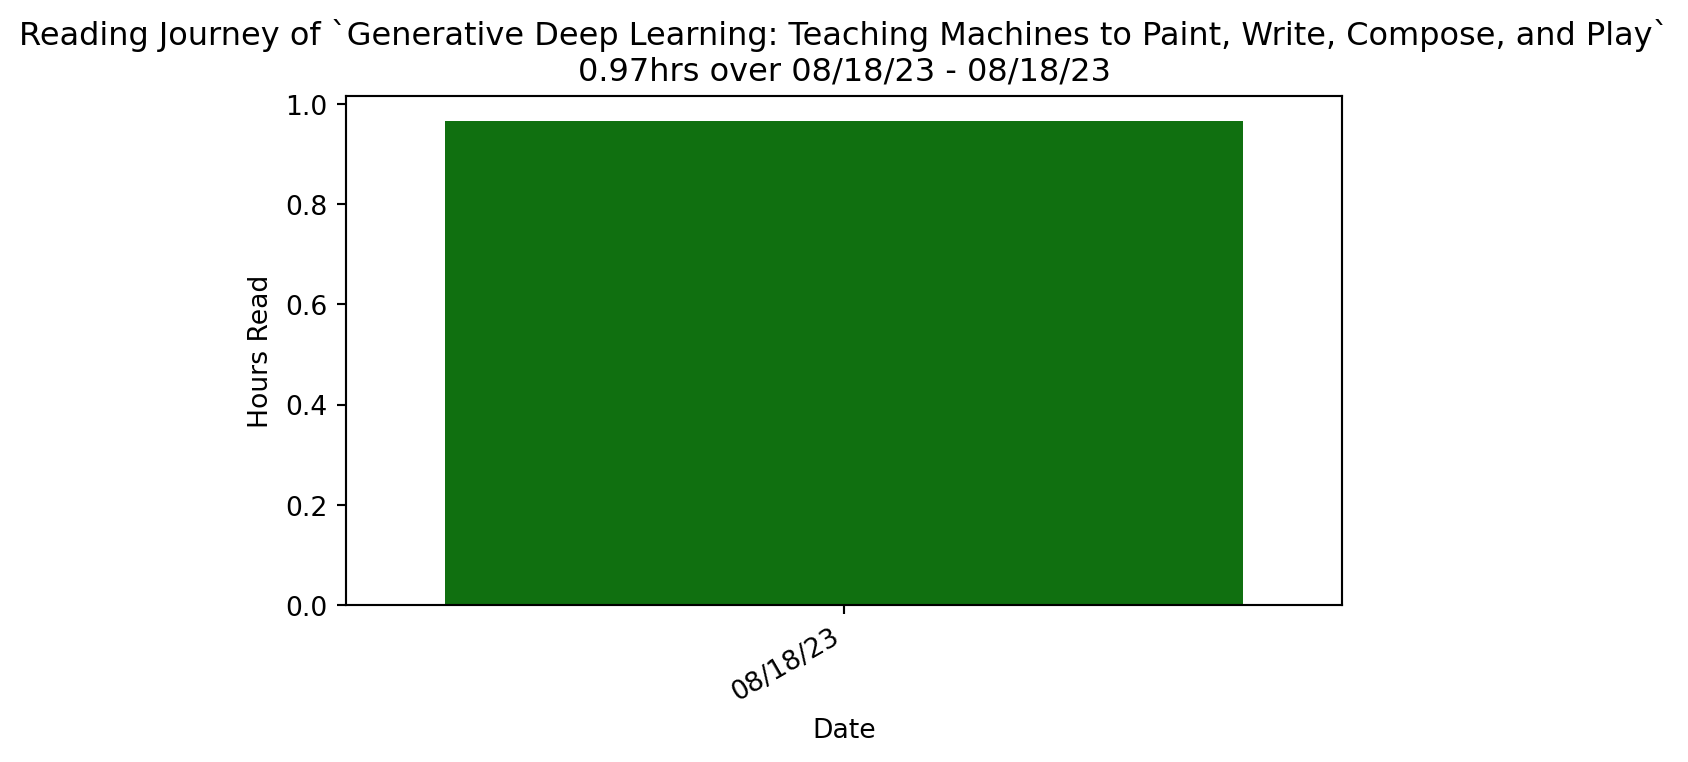 Reading Journey of `Generative Deep Learning: Teaching Machines to Paint, Write, Compose, and Play`
0.97hrs over 08/18/23 - 08/18/23
1.0
0.8
0.6
0.4
0.2
0.0
Hours Read
08/18/23
Date